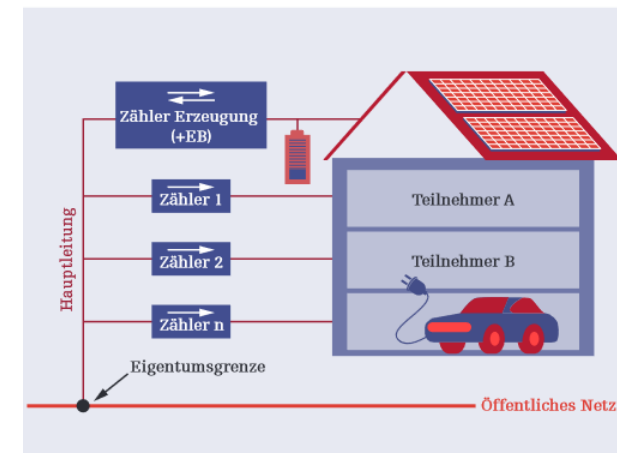 Zähler Erzeugung
(+EB)
Zähler 1
Teilnehmer A
Hauptleitung
Zähler 2
Teilnehmer B
Zähler n
Eigentumsgrenze
Öffentliches Netz